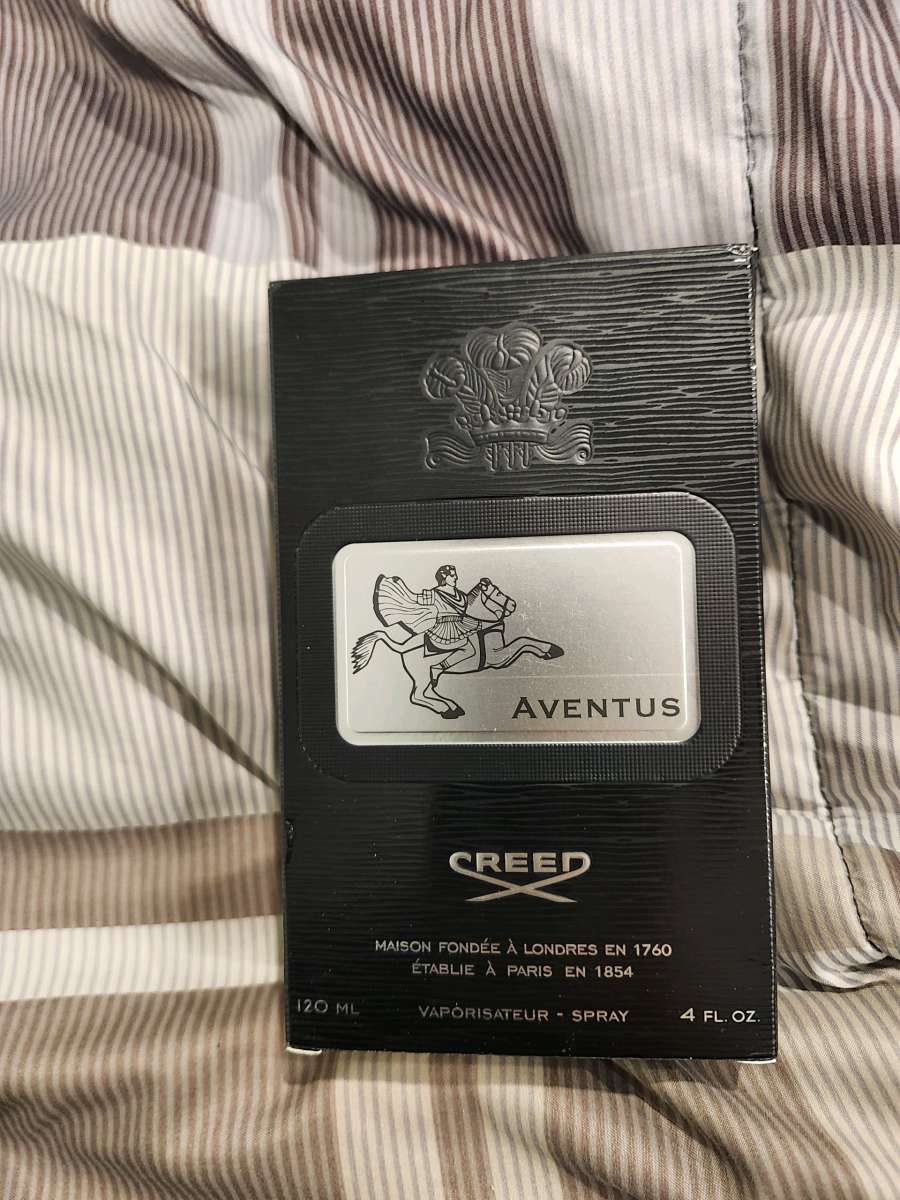 AVENTUS
CREED
MAISON FONDÉE À LONDRES EN 1760
ÉTABLIE À PARIS EN 1854
120 ML VAPORISATEUR - SPRAY 4 FL. OZ.